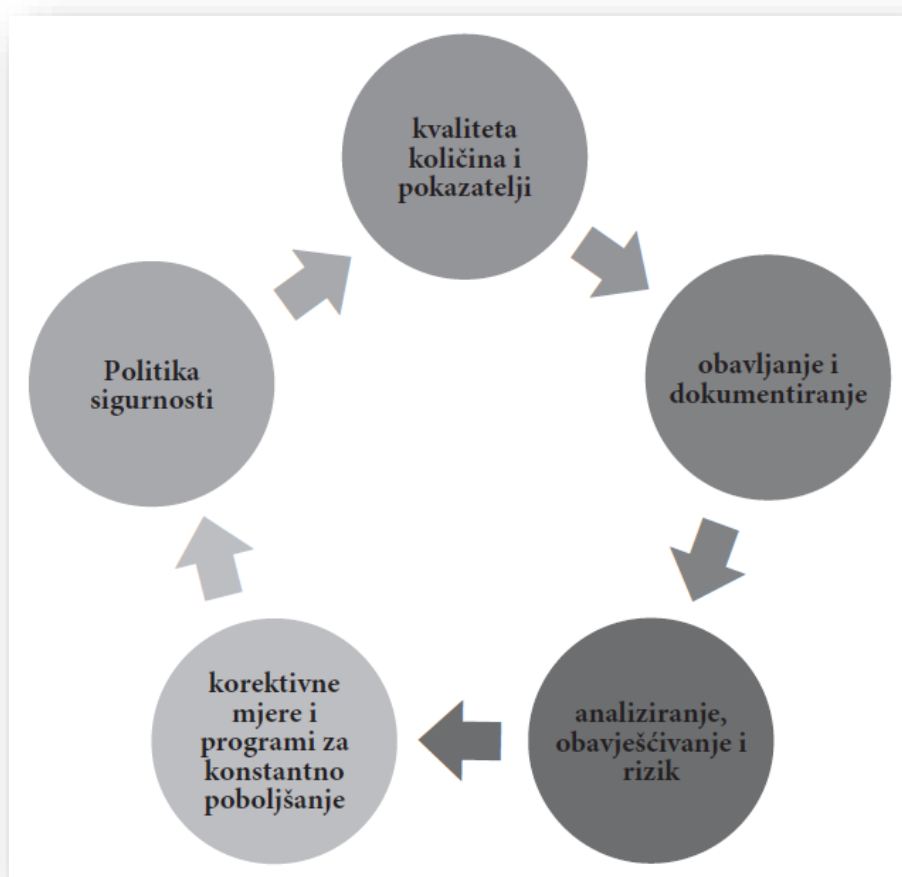 kvaliteta
količina i
pokazatelji
obavljanje i
dokumentiranje
analiziranje,
obavješćivanje i
rizik
korektivne
mjere i
programi za
konstantno
poboljšanje
Politika
sigurnosti